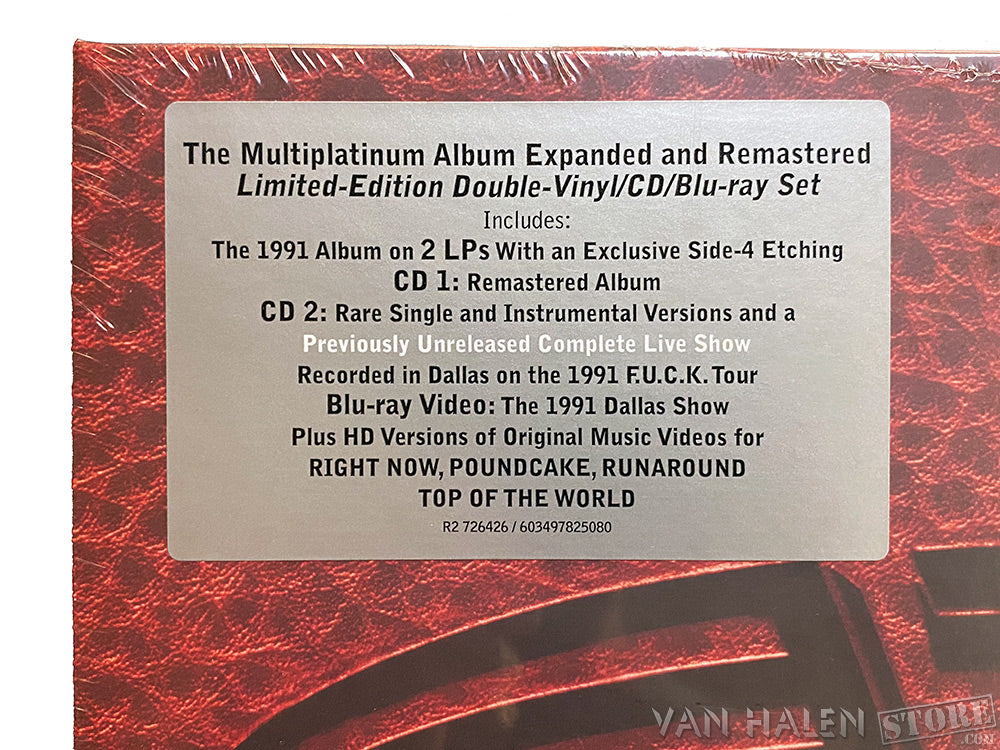 The Multiplatinum Album Expanded and Remastered
Limited-Edition Double-Vinyl/CD/Blu-ray Set
Includes:
The 1991 Album on 2 LPs With an Exclusive Side-4 Etching
CD 1: Remastered Album
CD 2: Rare Single and Instrumental Versions and a
Previously Unreleased Complete Live Show
Recorded in Dallas on the 1991 F.U.C.K. Tour
Blu-ray Video: The 1991 Dallas Show
Plus HD Versions of Original Music Videos for
RIGHT NOW, POUNDCAKE, RUNAROUND
TOP OF THE WORLD
R2 726426 / 603497825080
VAN HALEN STORE
.COM